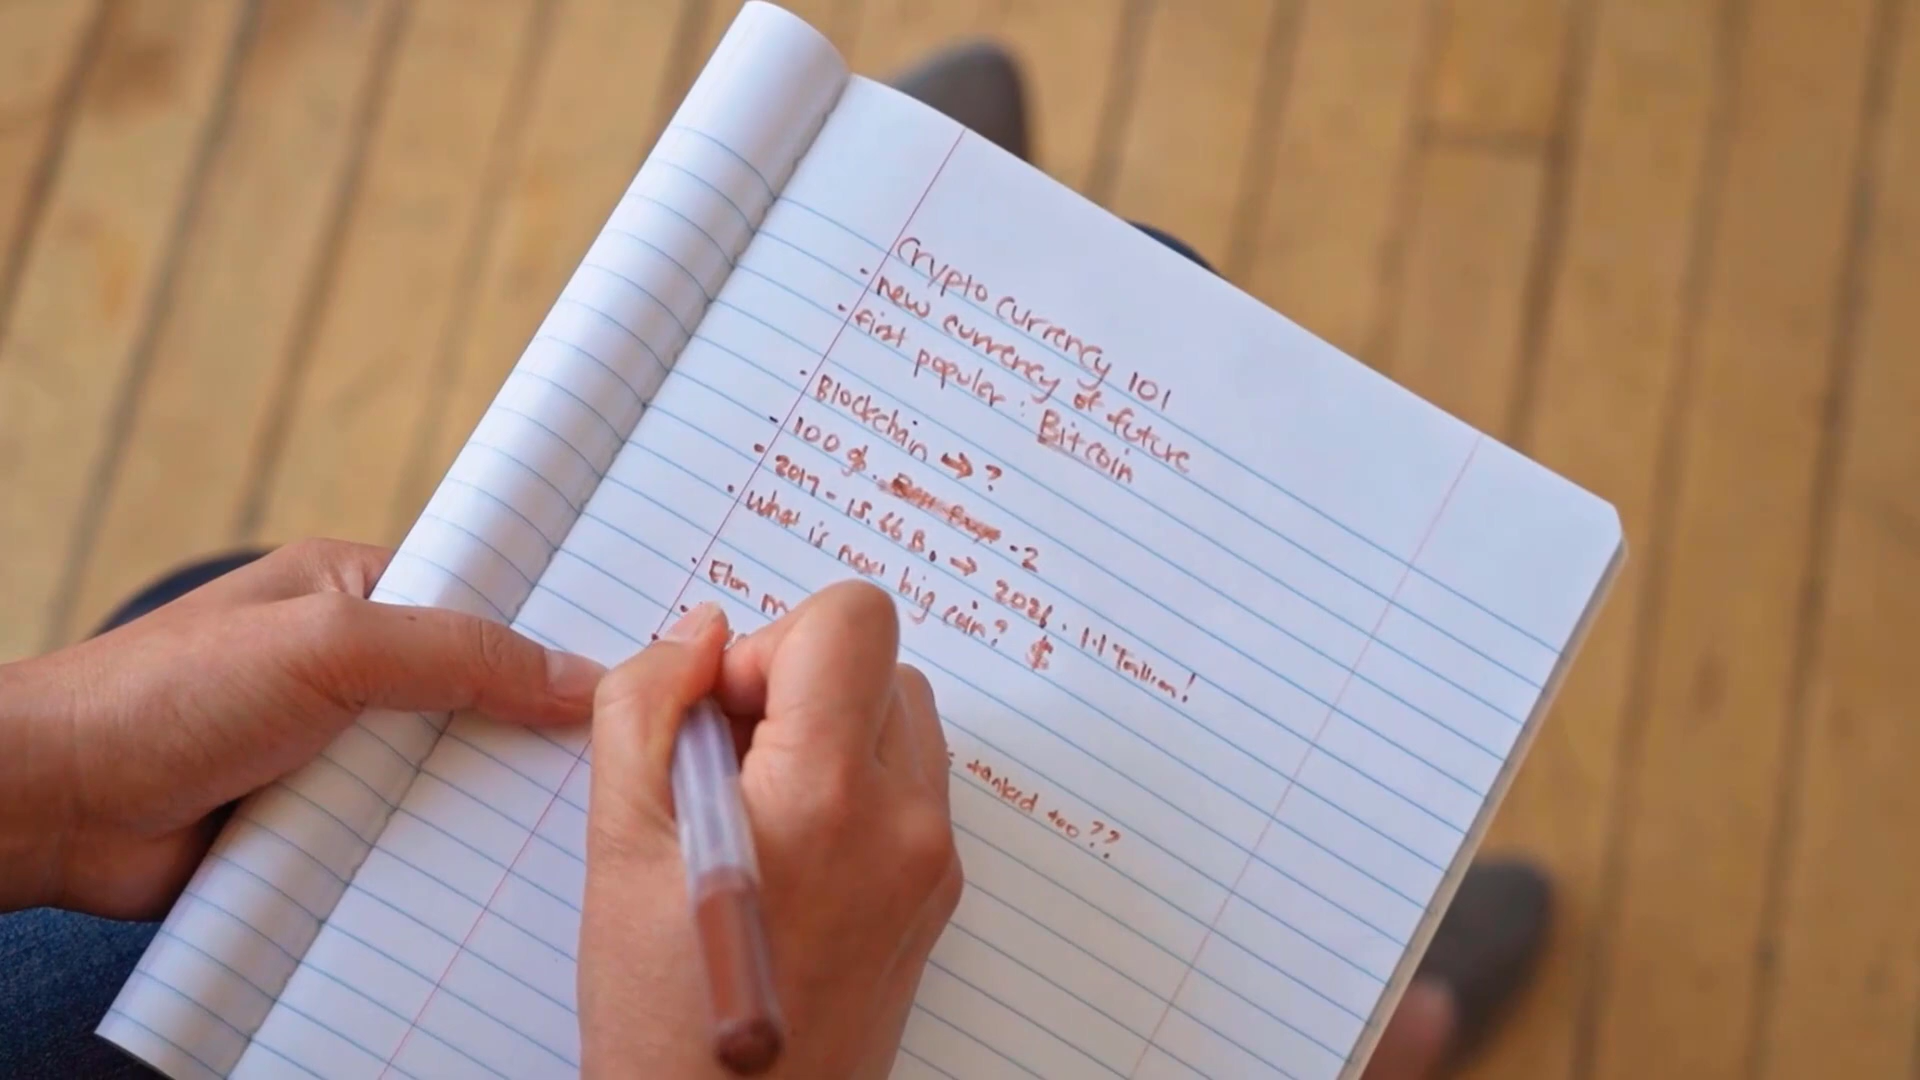 Crypto currency 101
· new currency of future
· first popular : Bitcoin
· Blockchain → ?
- 100 $. - 2
· 2017 - 15.66 B. → 2021. 1.1 Trillion!
· What is next big coin? $
· Elon
tanked too ??